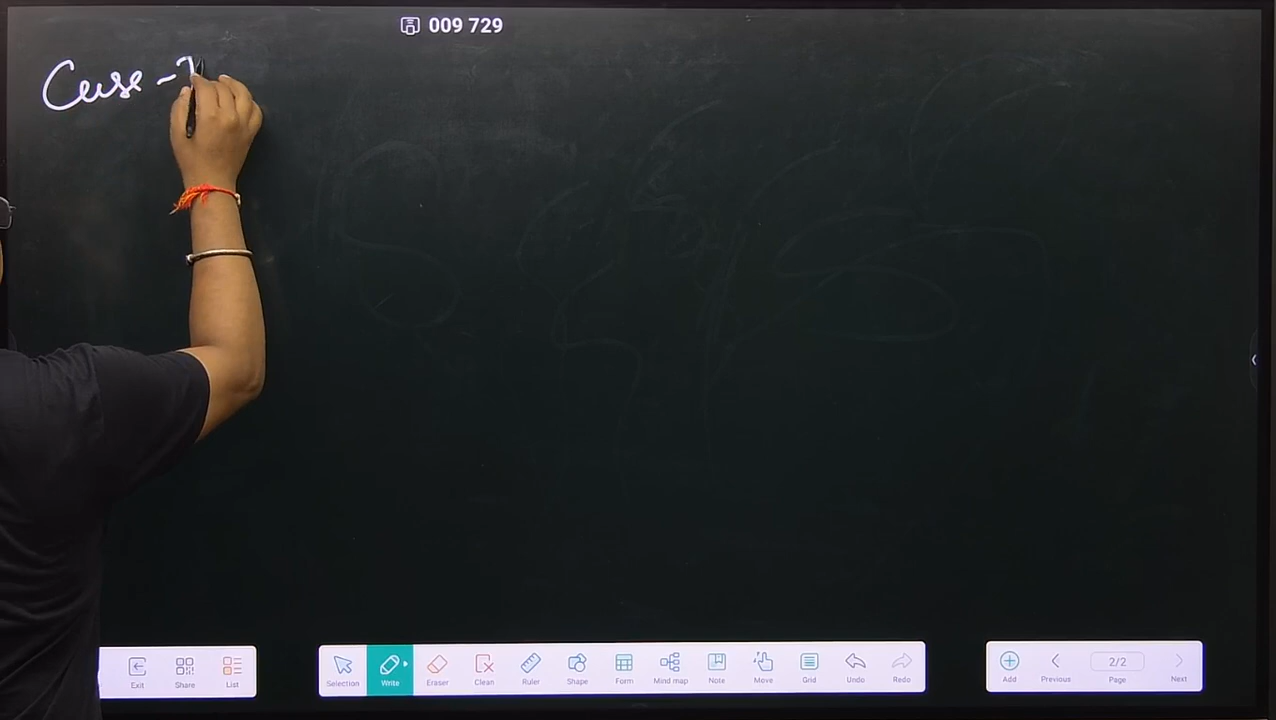 009 729
Case -
Exit Share List Selection Write Eraser Clean Ruler Shape Form Mind map Note Move Grid Undo Redo Add Previous 2/2 Page Next